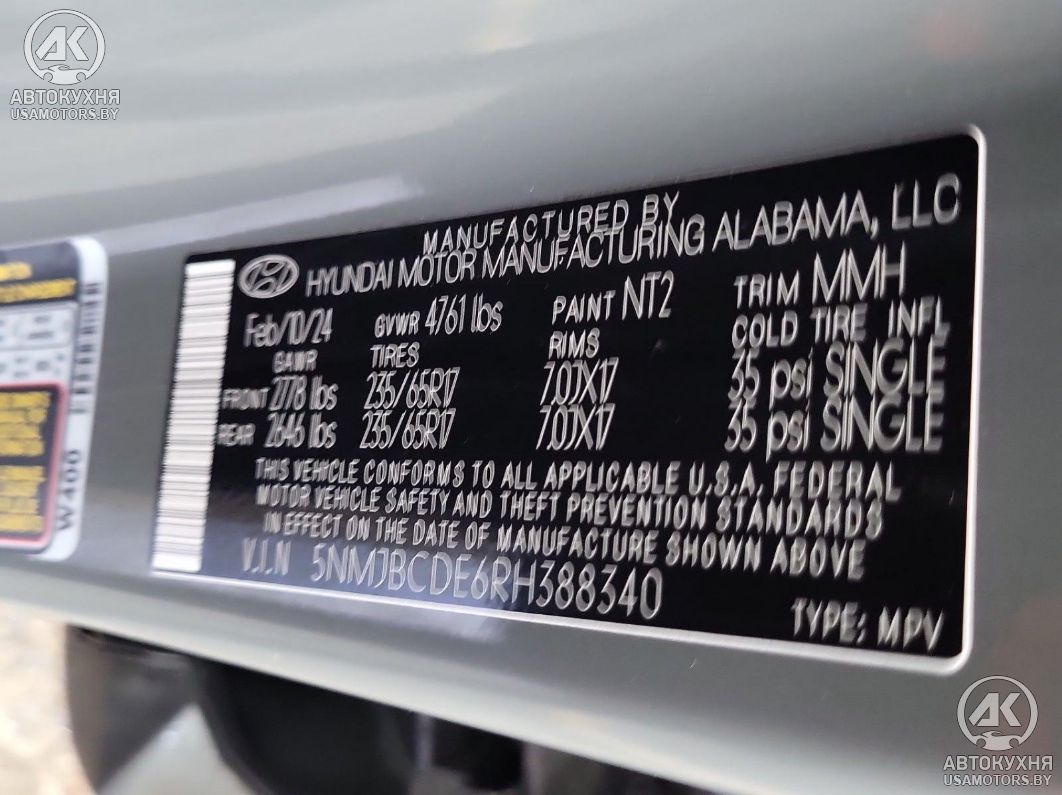 AK
АВТОКУХНЯ
USAMOTORS.BY
MANUFACTURED BY
HYUNDAI MOTOR MANUFACTURING ALABAMA, LLC
Feb/10/24 GVWR 4761 lbs PAINT NT2 TRIM MMH
GAWR TIRES RIMS COLD TIRE INFL
FRONT 2778 lbs 235/65R17 7.0JX17 35 psi SINGLE
REAR 2646 lbs 235/65R17 7.0JX17 35 psi SINGLE
THIS VEHICLE CONFORMS TO ALL APPLICABLE U.S.A. FEDERAL
MOTOR VEHICLE SAFETY AND THEFT PREVENTION STANDARDS
IN EFFECT ON THE DATE OF MANUFACTURE SHOWN ABOVE
V.I.N 5NMJBCDE6RH388340
TYPE: MPV
W400
AK
АВТОКУХНЯ
USAMOTORS.BY